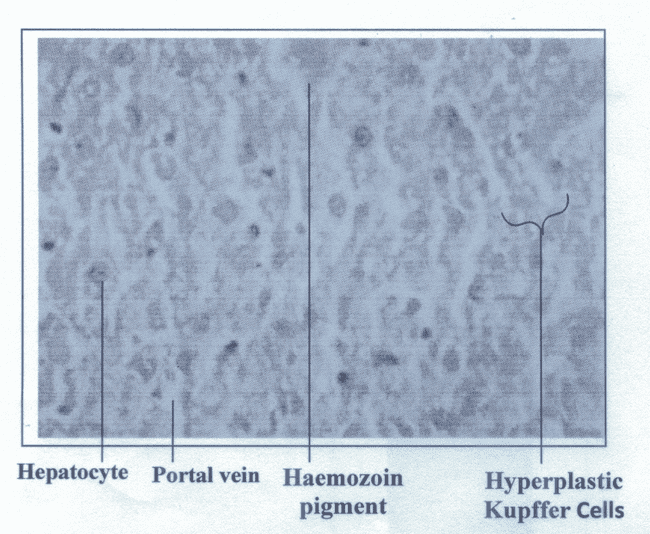 Hepatocyte
Portal vein
Haemozoin
pigment
Hyperplastic
Kupffer Cells